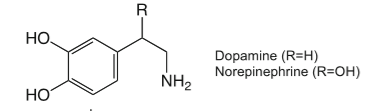 R
HO
HO
NH₂
Dopamine (R=H)
Norepinephrine (R=OH)